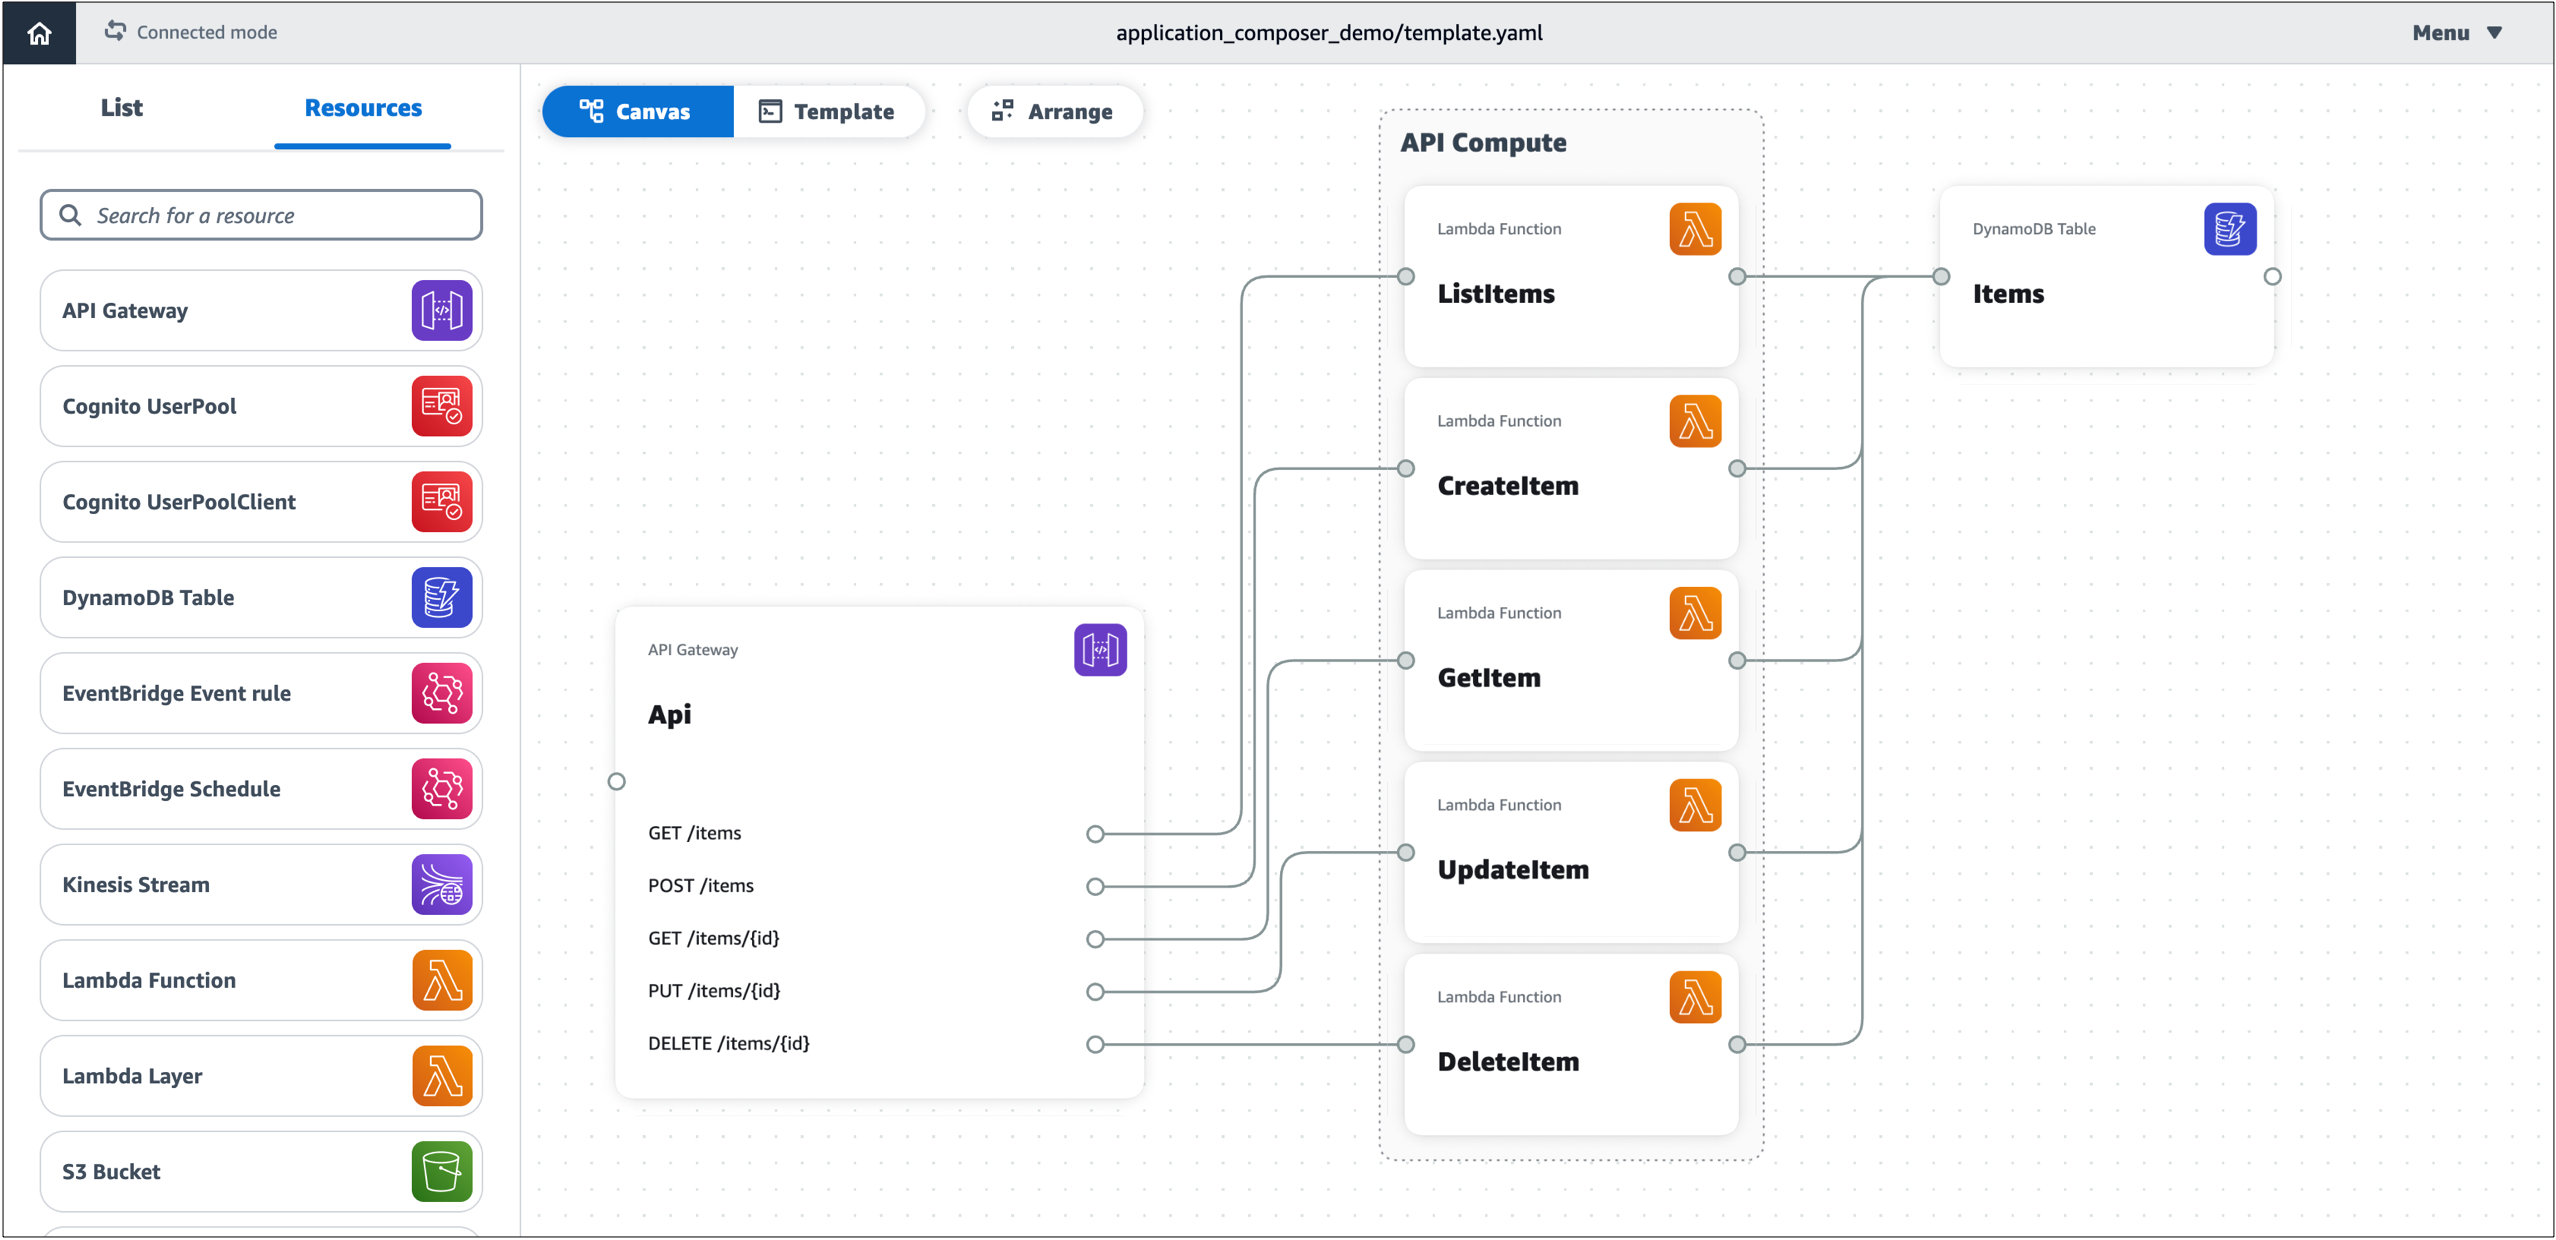 Connected mode
application_composer_demo/template.yaml
Menu
List
Resources
Search for a resource
API Gateway
Cognito UserPool
Cognito UserPoolClient
DynamoDB Table
EventBridge Event rule
EventBridge Schedule
Kinesis Stream
Lambda Function
Lambda Layer
S3 Bucket
Canvas
Template
Arrange
API Gateway
Api
GET /items
POST /items
GET /items/{id}
PUT /items/{id}
DELETE /items/{id}
API Compute
Lambda Function
ListItems
Lambda Function
CreateItem
Lambda Function
GetItem
Lambda Function
UpdateItem
Lambda Function
DeleteItem
DynamoDB Table
Items